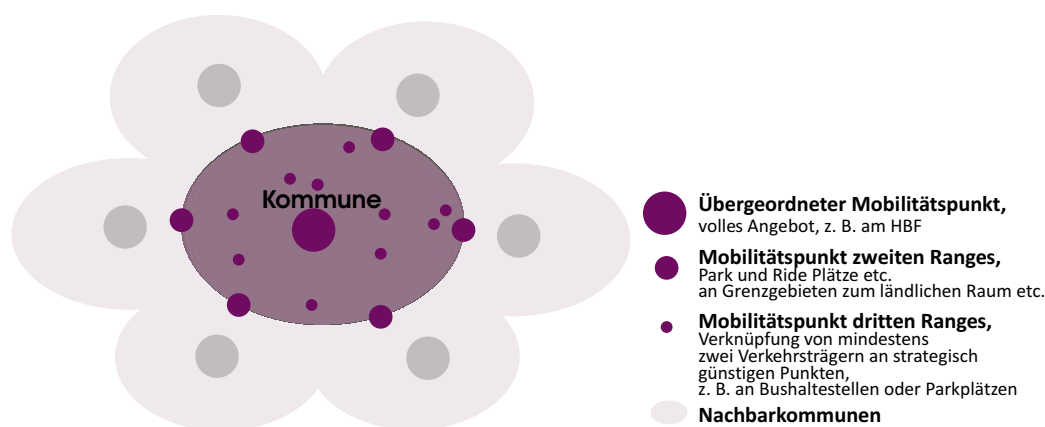 Kommune
Übergeordneter Mobilitätspunkt,
volles Angebot, z. B. am HBF
Mobilitätspunkt zweiten Ranges,
Park und Ride Plätze etc.
an Grenzgebieten zum ländlichen Raum etc.
Mobilitätspunkt dritten Ranges,
Verknüpfung von mindestens
zwei Verkehrsträgern an strategisch
günstigen Punkten,
z. B. an Bushaltestellen oder Parkplätzen
Nachbarkommunen